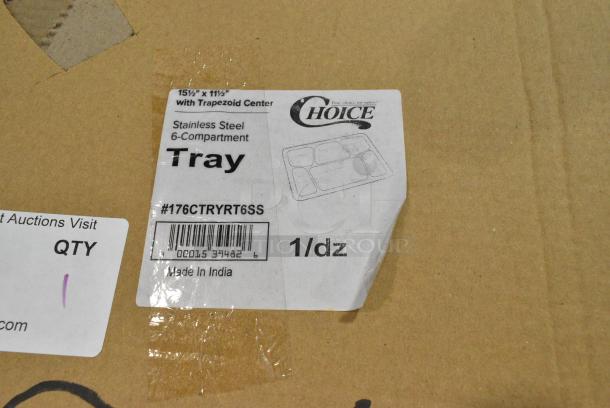 15½" x 11½"
with Trapezoid Center
CHOICE
Stainless Steel
6-Compartment
Tray
#176CTRYRT6SS
1/dz
Made In India
t Auctions Visit
QTY
1
.com